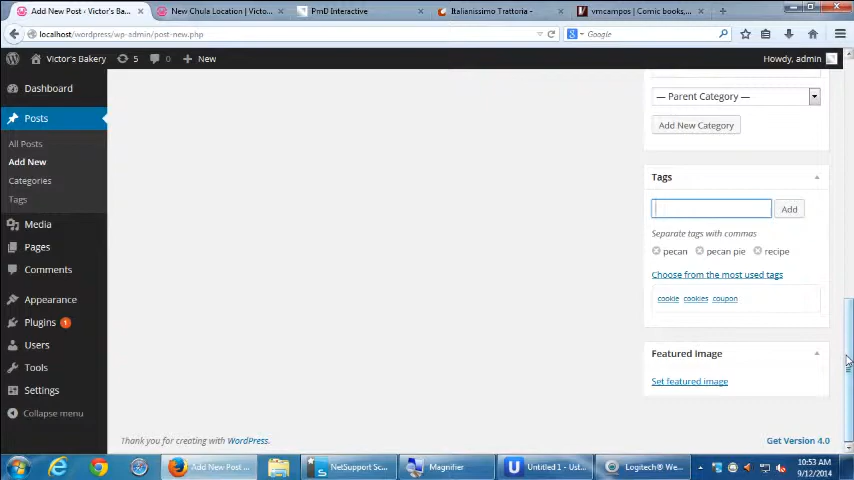 Add New Post ‹ Victor's Ba...
New Chula Location | Victo...
PmD Interactive
Italianissimo Trattoria -
vmcampos | Comic books,...
localhost/wordpress/wp-admin/post-new.php
Google
Victor's Bakery
5
0
New
Howdy, admin
Dashboard
Posts
All Posts
Add New
Categories
Tags
Media
Pages
Comments
Appearance
Plugins 1
Users
Tools
Settings
Collapse menu
— Parent Category —
Add New Category
Tags
Add
Separate tags with commas
pecan pecan pie recipe
Choose from the most used tags
cookie cookies coupon
Featured Image
Set featured image
Thank you for creating with WordPress.
Get Version 4.0
Add New Post ...
NetSupport Sc...
Magnifier
Untitled 1 - Ust...
Logitech® We...
10:53 AM
9/12/2014